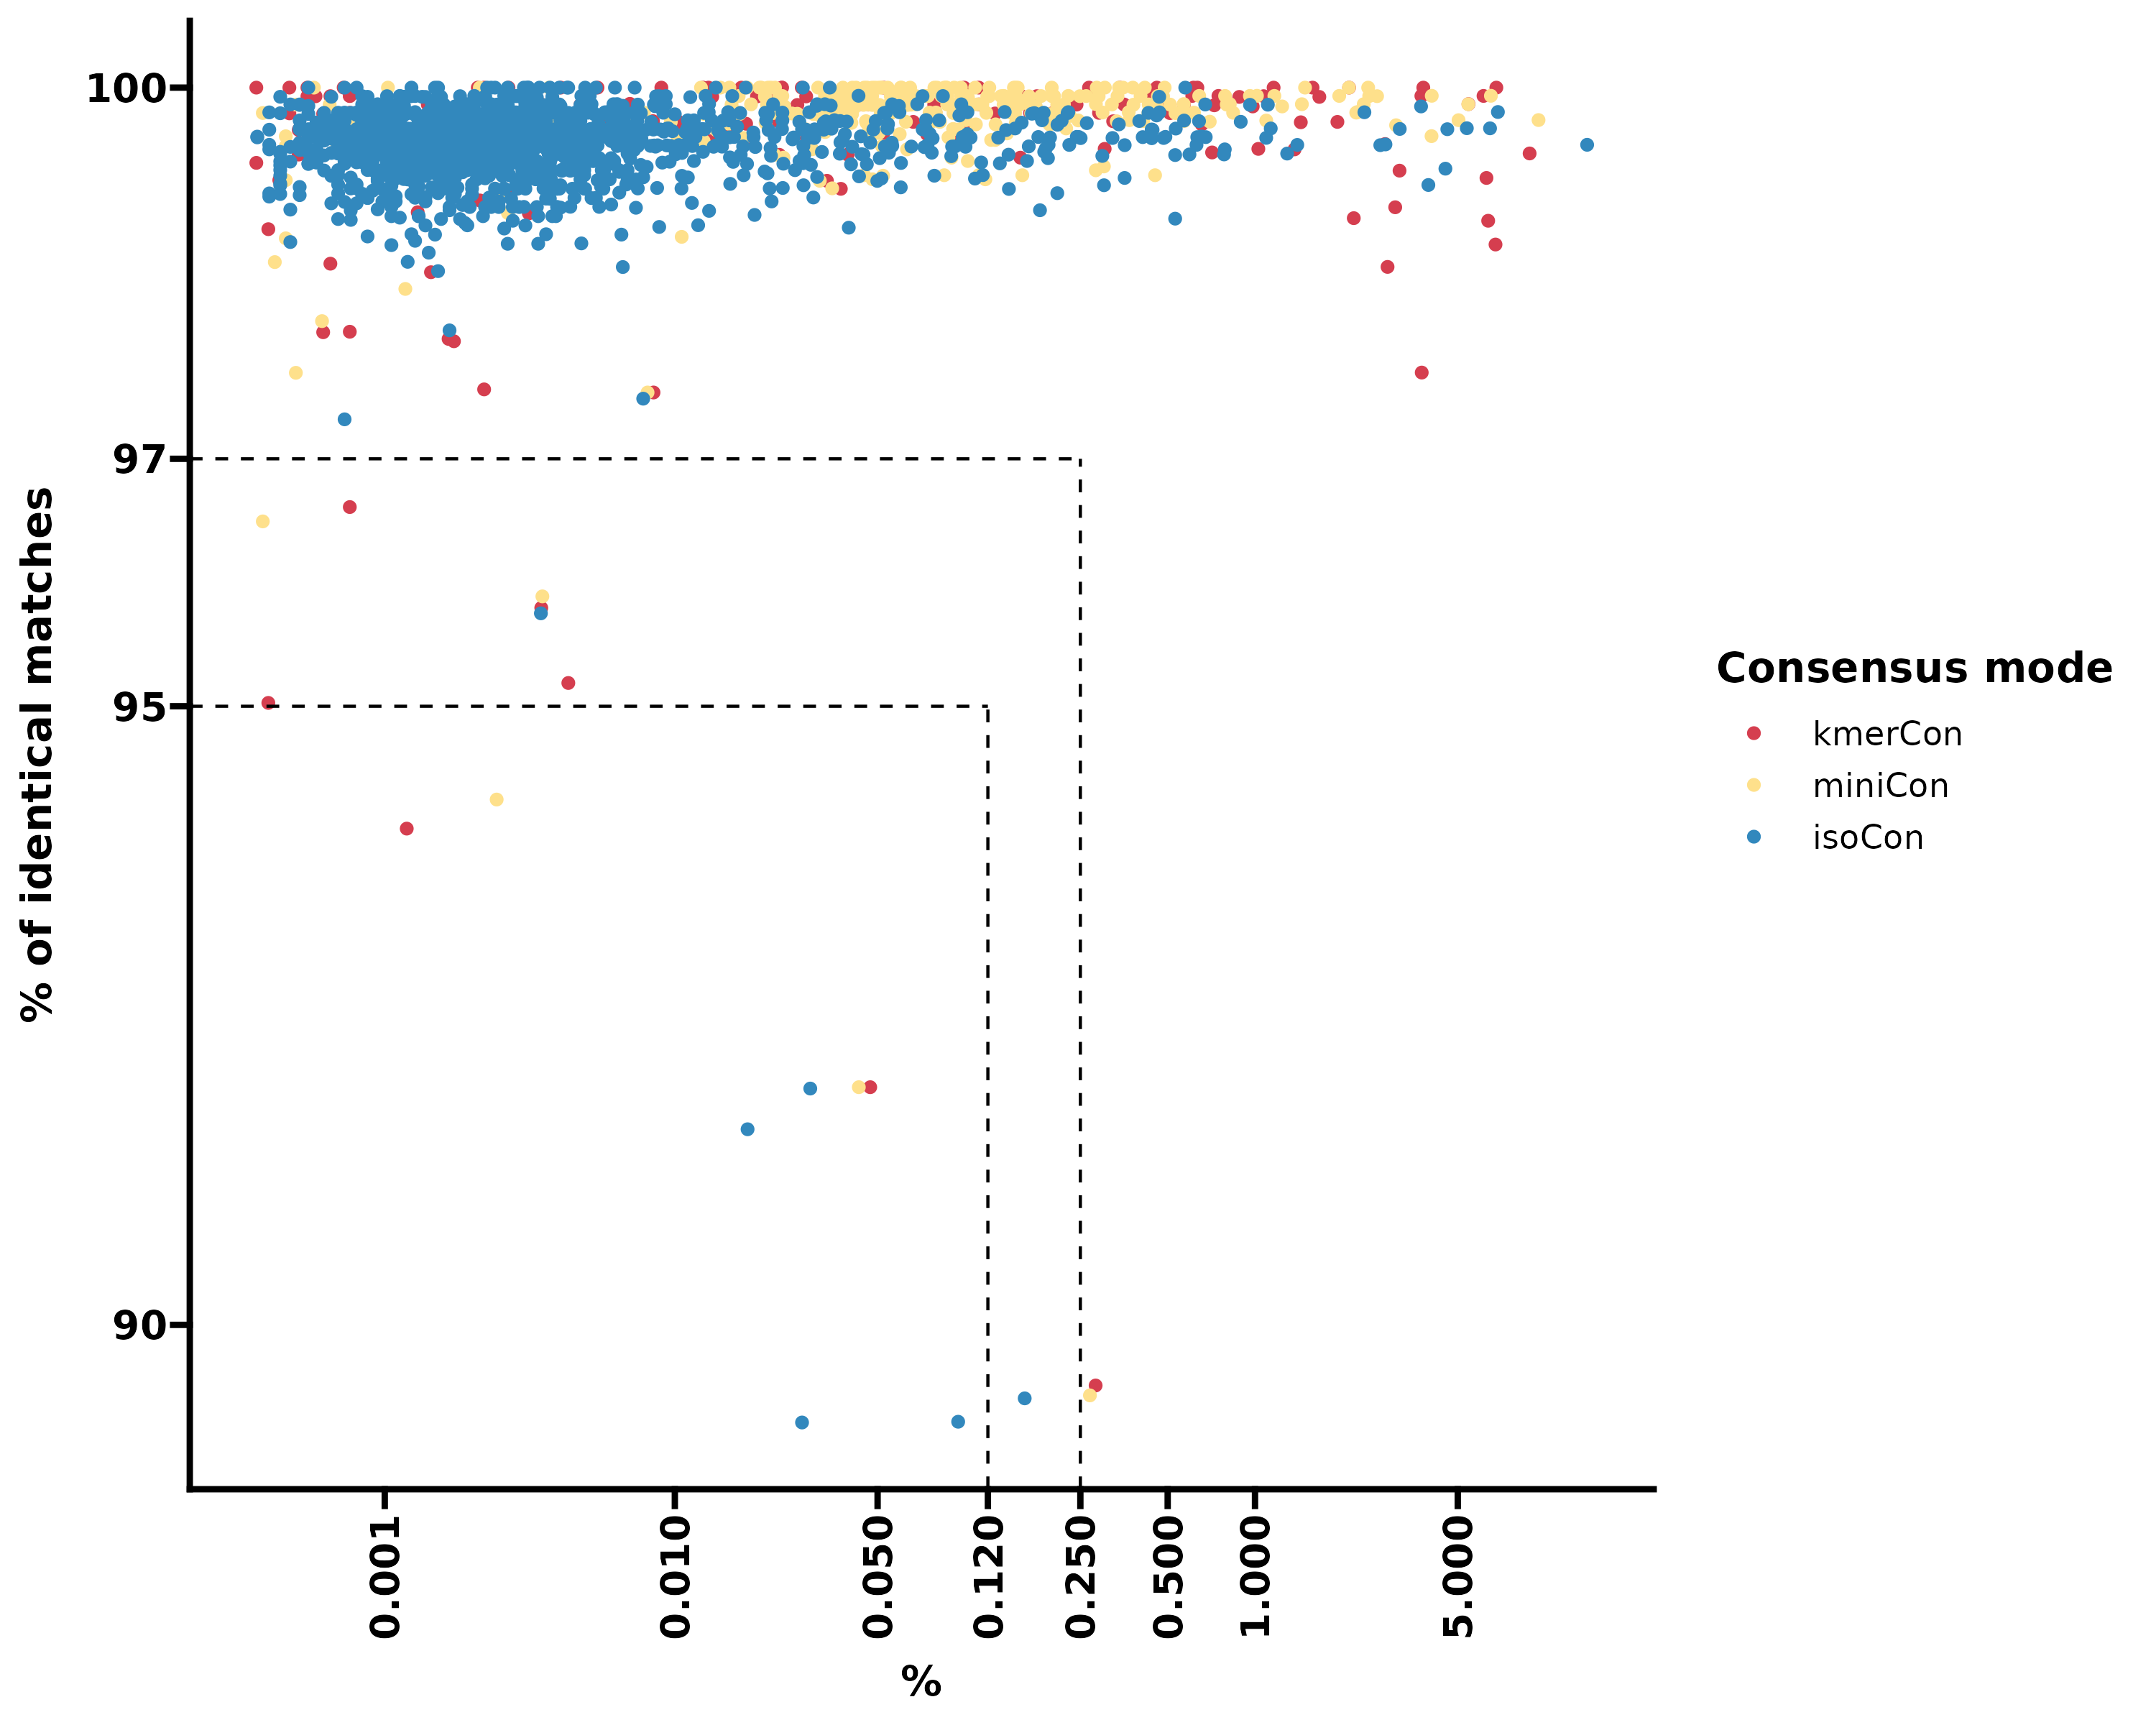 100
97
95
90
% of identical matches
0.001
0.010
0.050
0.120
0.250
0.500
1.000
5.000
%
Consensus mode
kmerCon
miniCon
isoCon